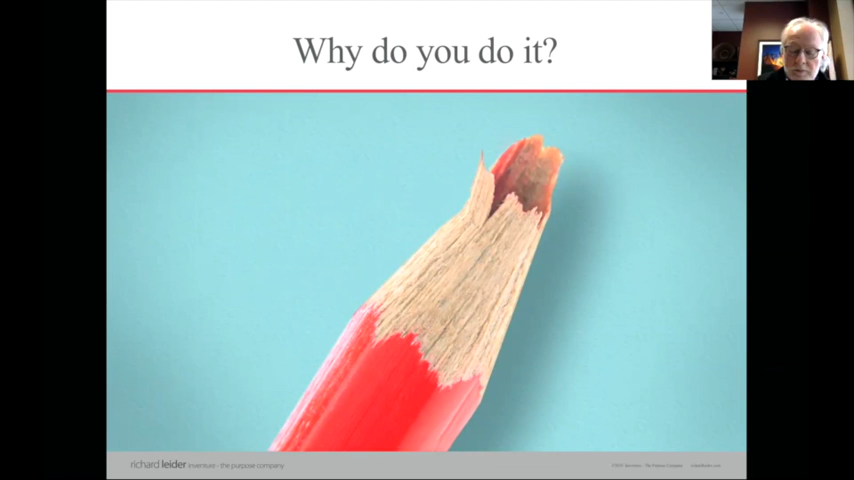 Why do you do it?
richard leider inventure - the purpose company